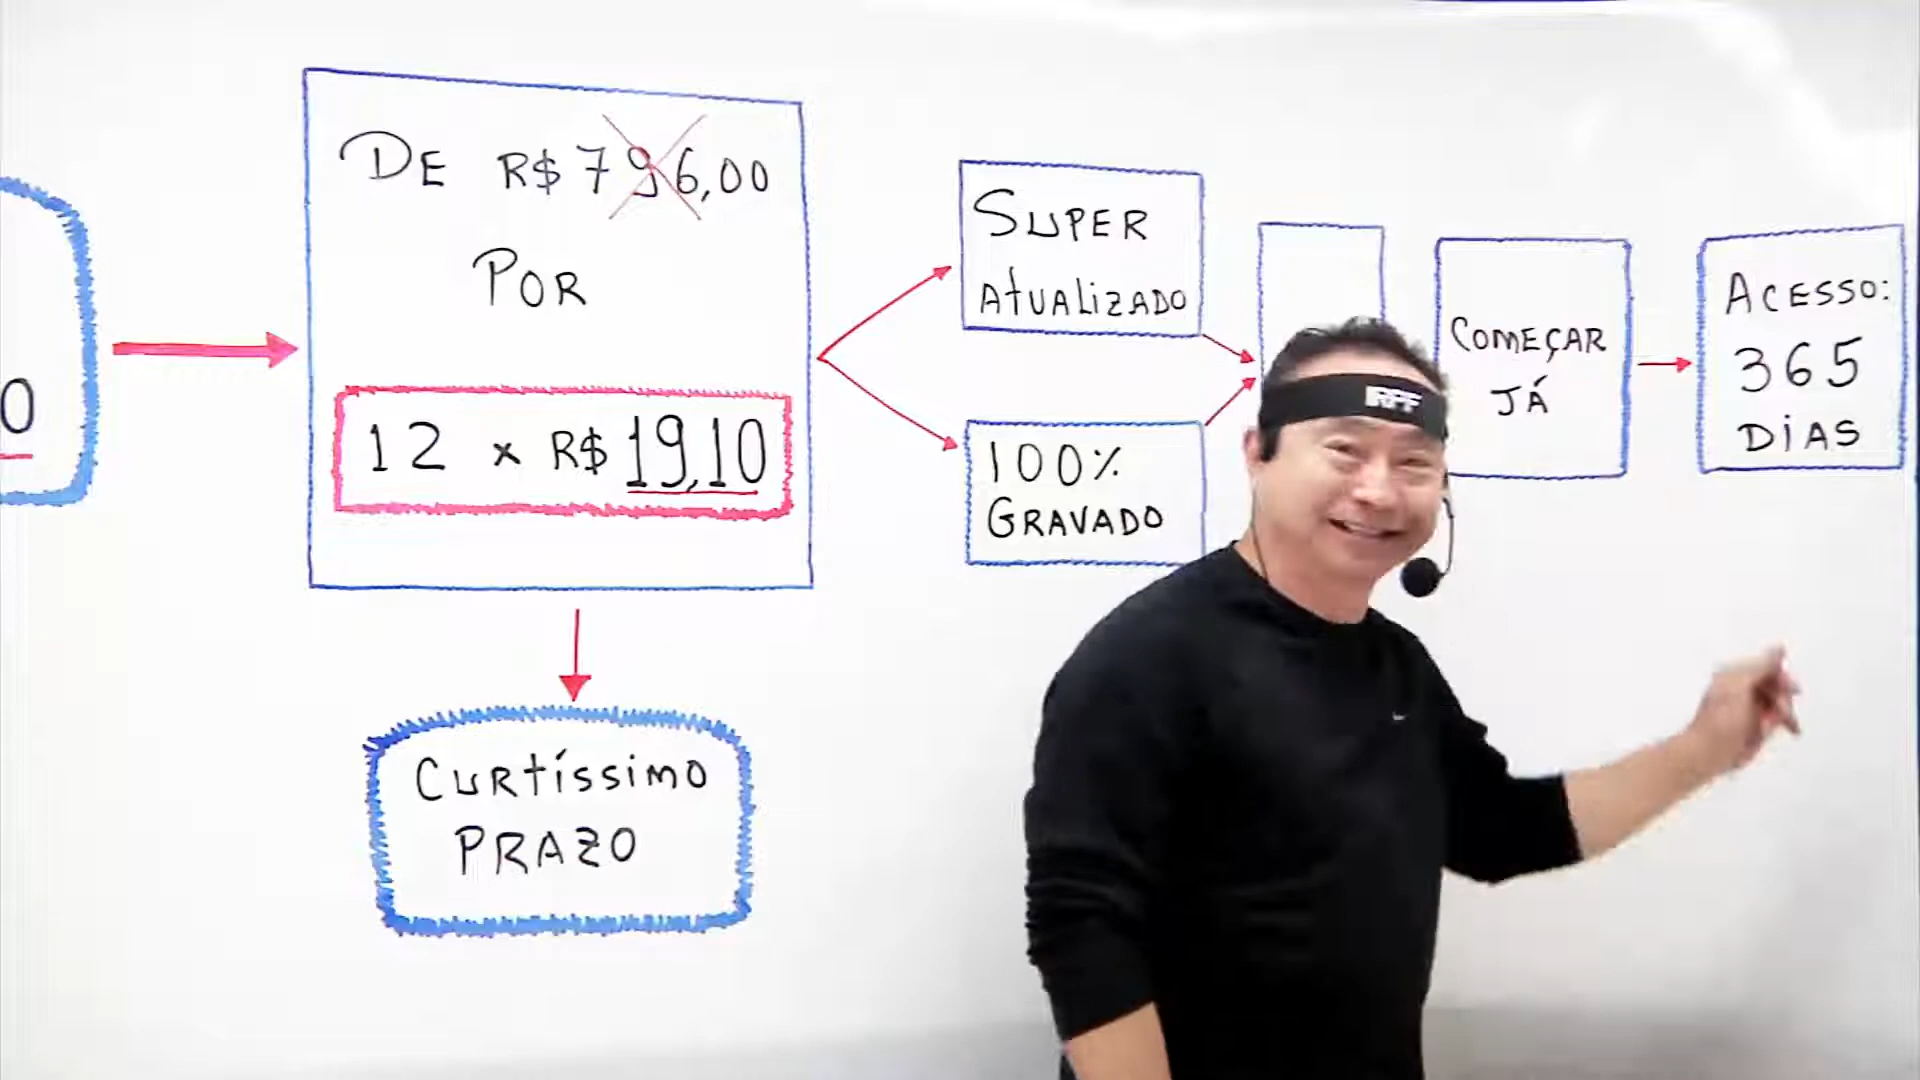 0
DE R$ 796,00
POR
12 x R$ 19,10
CURTÍSSIMO
PRAZO
SUPER
ATUALIZADO
100%
GRAVADO
COMEÇAR
JÁ
ACESSO:
365
DIAS
IRPF